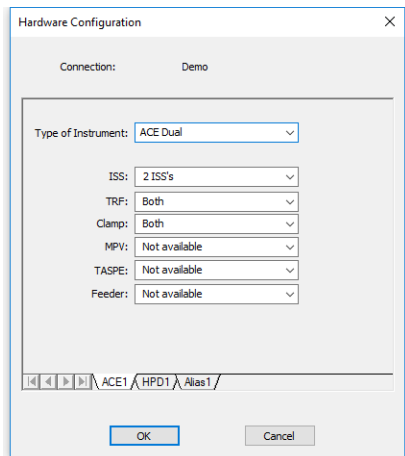 Hardware Configuration
Connection: Demo
Type of Instrument: ACE Dual
ISS: 2 ISS's
TRF: Both
Clamp: Both
MPV: Not available
TASPE: Not available
Feeder: Not available
ACE1 HPD1 Alias1
OK Cancel